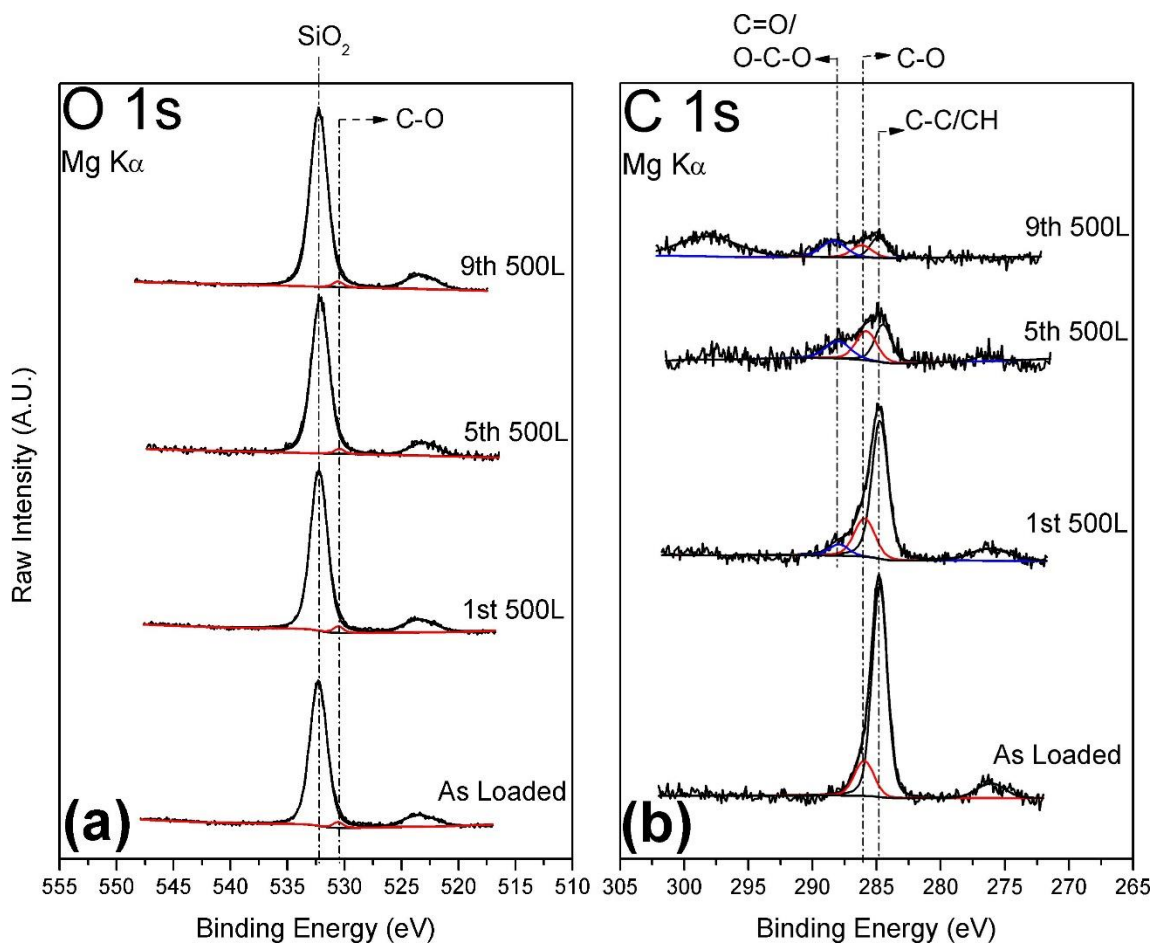 SiO₂
O 1s
C-O
Mg Kα
9th 500L
5th 500L
1st 500L
As Loaded
(a)
Raw Intensity (A.U.)
555 550 545 540 535 530 525 520 515 510
Binding Energy (eV)
C=O/
O-C-O
C-O
C 1s
C-C/CH
Mg Kα
9th 500L
5th 500L
1st 500L
As Loaded
(b)
305 300 295 290 285 280 275 270 265
Binding Energy (eV)